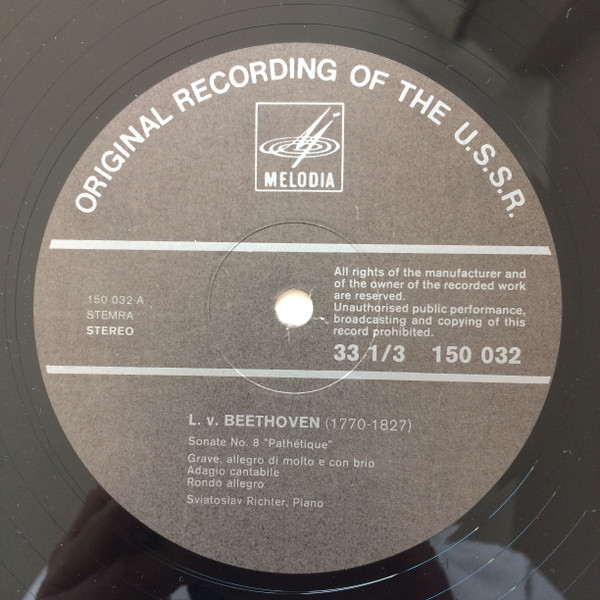 ORIGINAL RECORDING OF THE U.S.S.R.
MELODIA
All rights of the manufacturer and
of the owner of the recorded work
are reserved.
Unauthorised public performance,
broadcasting and copying of this
record prohibited.
150 032-A
STEMRA
STEREO
33 1/3 150 032
L. v. BEETHOVEN (1770-1827)
Sonate No. 8 "Pathétique"
Grave, allegro di molto e con brio
Adagio cantabile
Rondo allegro
Sviatoslav Richter, Piano